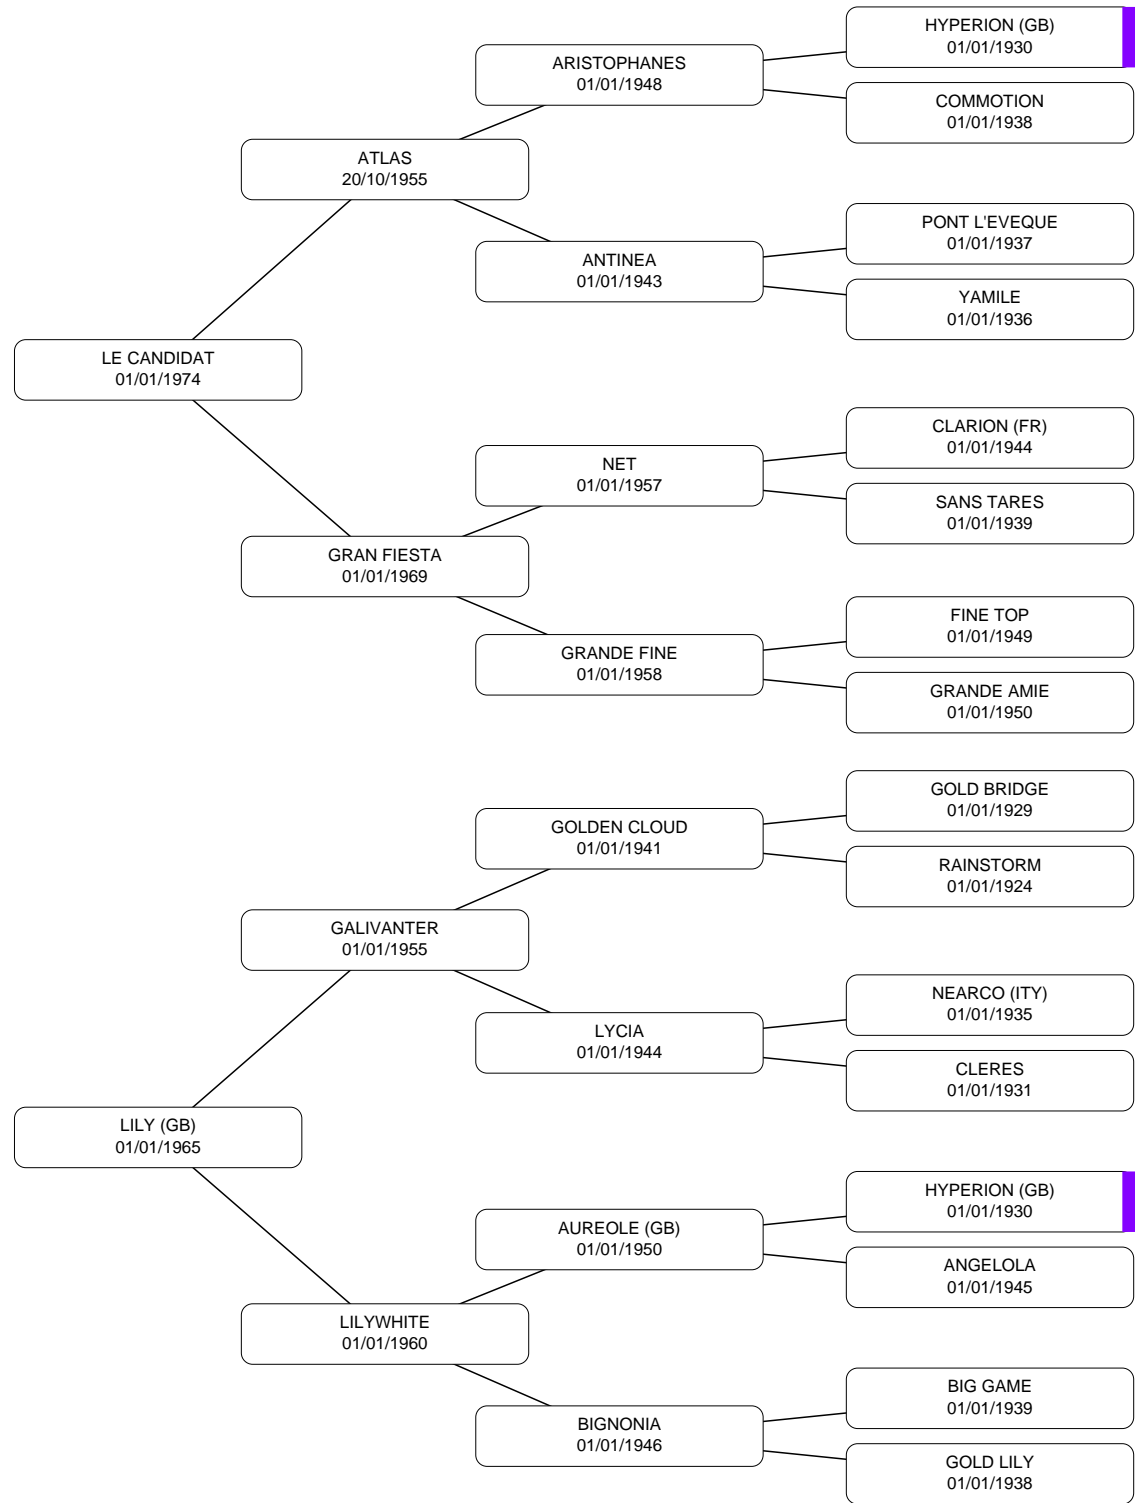 HYPERION (GB)
01/01/1930
ARISTOPHANES
01/01/1948
COMMOTION
01/01/1938
ATLAS
20/10/1955
PONT L'EVEQUE
01/01/1937
ANTINEA
01/01/1943
YAMILE
01/01/1936
LE CANDIDAT
01/01/1974
CLARION (FR)
01/01/1944
NET
01/01/1957
SANS TARES
01/01/1939
GRAN FIESTA
01/01/1969
FINE TOP
01/01/1949
GRANDE FINE
01/01/1958
GRANDE AMIE
01/01/1950
GOLD BRIDGE
01/01/1929
GOLDEN CLOUD
01/01/1941
RAINSTORM
01/01/1924
GALIVANTER
01/01/1955
NEARCO (ITY)
01/01/1935
LYCIA
01/01/1944
CLERES
01/01/1931
LILY (GB)
01/01/1965
HYPERION (GB)
01/01/1930
AUREOLE (GB)
01/01/1950
ANGELOLA
01/01/1945
LILYWHITE
01/01/1960
BIG GAME
01/01/1939
BIGNONIA
01/01/1946
GOLD LILY
01/01/1938